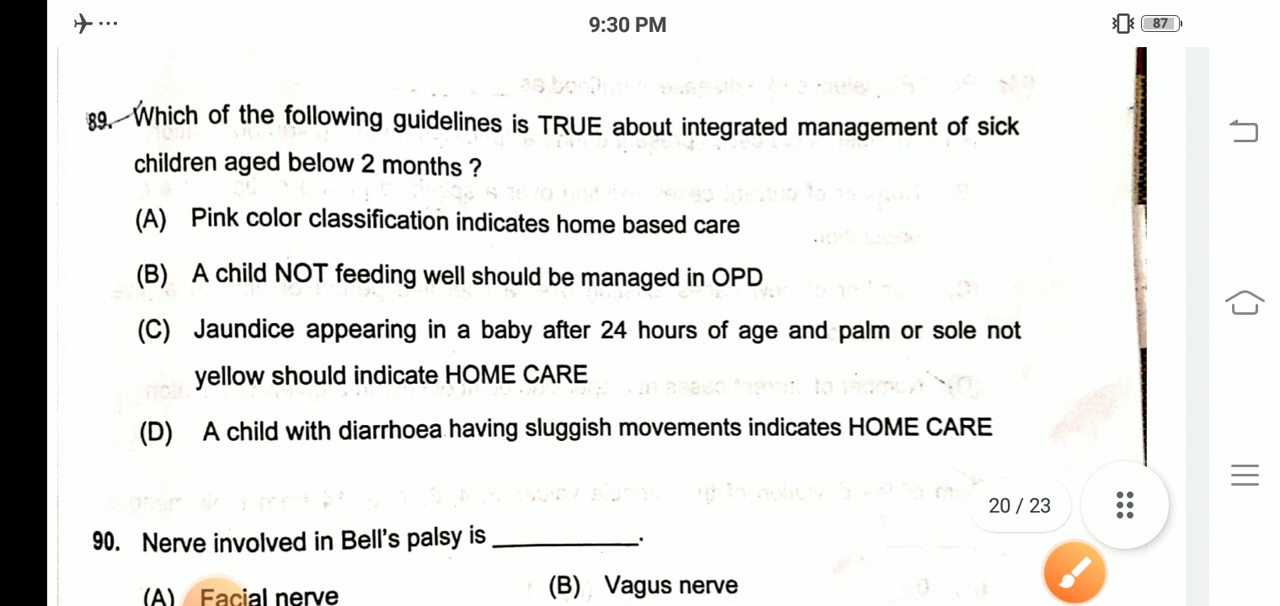 9:30 PM
87
89. Which of the following guidelines is TRUE about integrated management of sick
children aged below 2 months ?
(A) Pink color classification indicates home based care
(B) A child NOT feeding well should be managed in OPD
(C) Jaundice appearing in a baby after 24 hours of age and palm or sole not
yellow should indicate HOME CARE
(D) A child with diarrhoea having sluggish movements indicates HOME CARE
20 / 23
90. Nerve involved in Bell's palsy is ____________.
(A) Facial nerve (B) Vagus nerve